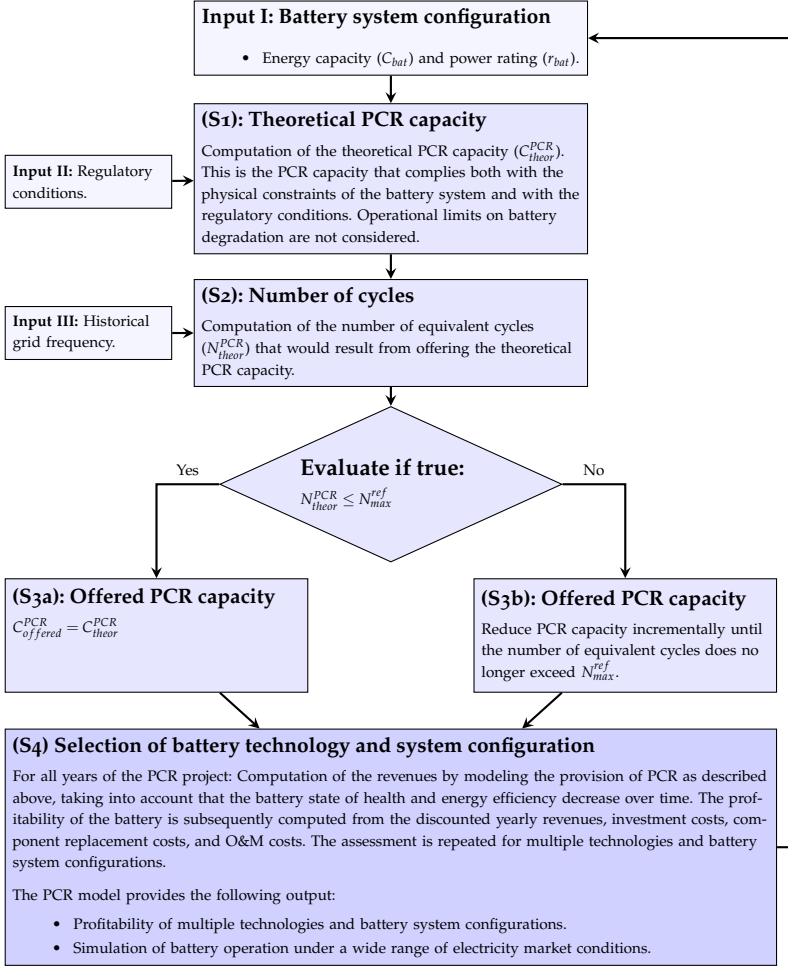 Input I: Battery system configuration
• Energy capacity (C_bat) and power rating (r_bat).
(S1): Theoretical PCR capacity
Computation of the theoretical PCR capacity (C^PCR_theor).
This is the PCR capacity that complies both with the
physical constraints of the battery system and with the
regulatory conditions. Operational limits on battery
degradation are not considered.
Input II: Regulatory
conditions.
(S2): Number of cycles
Computation of the number of equivalent cycles
(N^PCR_theor) that would result from offering the theoretical
PCR capacity.
Input III: Historical
grid frequency.
Evaluate if true:
N^PCR_theor ≤ N^ref_max
Yes
No
(S3a): Offered PCR capacity
C^PCR_offered = C^PCR_theor
(S3b): Offered PCR capacity
Reduce PCR capacity incrementally until
the number of equivalent cycles does no
longer exceed N^ref_max.
(S4) Selection of battery technology and system configuration
For all years of the PCR project: Computation of the revenues by modeling the provision of PCR as described
above, taking into account that the battery state of health and energy efficiency decrease over time. The prof-
itability of the battery is subsequently computed from the discounted yearly revenues, investment costs, com-
ponent replacement costs, and O&M costs. The assessment is repeated for multiple technologies and battery
system configurations.
The PCR model provides the following output:
• Profitability of multiple technologies and battery system configurations.
• Simulation of battery operation under a wide range of electricity market conditions.